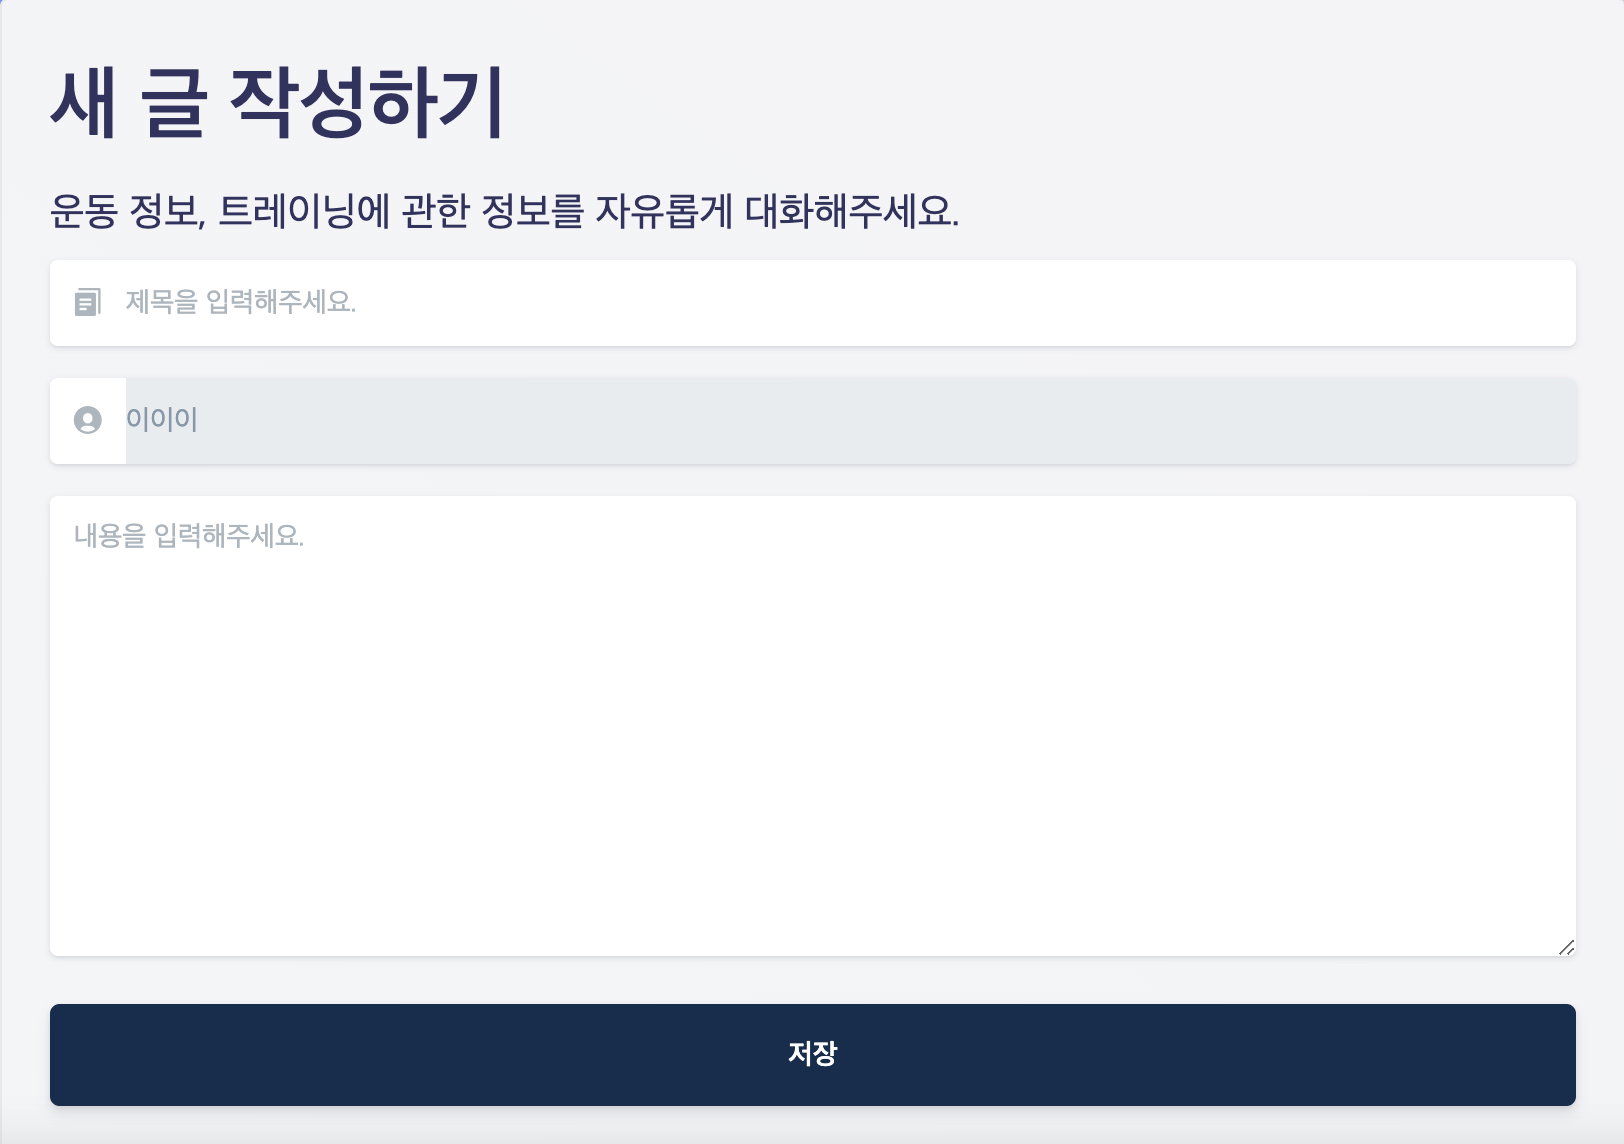 새 글 작성하기
운동 정보, 트레이닝에 관한 정보를 자유롭게 대화해주세요.
제목을 입력해주세요.
이이이
내용을 입력해주세요.
저장